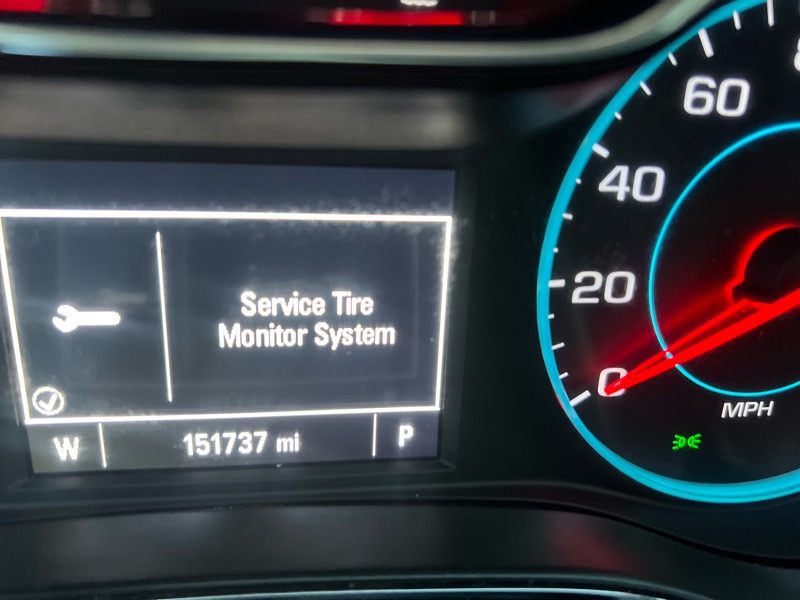 Service Tire
Monitor System
W 151737 mi P
60
40
20
0
MPH